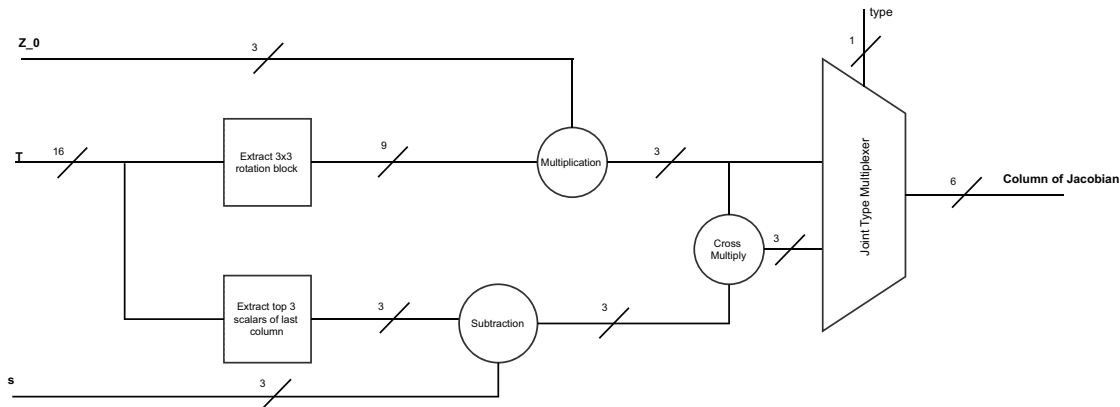 type
Z_0
3
1
T
16
Extract 3x3
rotation block
9
Multiplication
3
Joint Type Multiplexer
6
Column of Jacobian
Cross
Multiply
3
Extract top 3
scalars of last
column
3
Subtraction
3
s
3